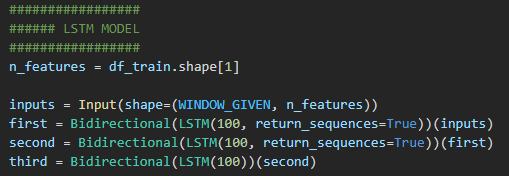 #################
###### LSTM MODEL
#################
n_features = df_train.shape[1]
inputs = Input(shape=(WINDOW_GIVEN, n_features))
first = Bidirectional(LSTM(100, return_sequences=True))(inputs)
second = Bidirectional(LSTM(100, return_sequences=True))(first)
third = Bidirectional(LSTM(100))(second)